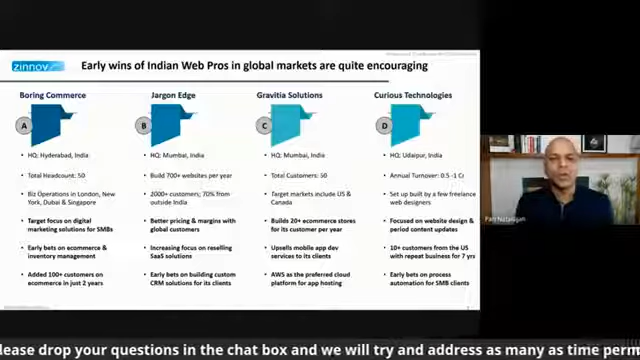 zinnov
Early wins of Indian Web Pros in global markets are quite encouraging
Boring Commerce
A
• HQ: Hyderabad, India
• Total Headcount: 50
• Biz Operations in London, New
York, Dubai & Singapore
• Target focus on digital
marketing solutions for SMBs
• Early bets on ecommerce &
inventory management
• Added 100+ customers on
ecommerce in just 2 years
Jargon Edge
B
• HQ: Mumbai, India
• Build 700+ websites per year
• 2000+ customers; 70% from
outside India
• Better pricing & margins with
global customers
• Increasing focus on reselling
SaaS solutions
• Early bets on building custom
CRM solutions for its clients
Gravitia Solutions
C
• HQ: Mumbai, India
• Total Customers: 50
• Target markets include US &
Canada
• Builds 20+ ecommerce stores
for its customer per year
• Upsells mobile app dev
services to its clients
• AWS as the preferred cloud
platform for app hosting
Curious Technologies
D
• HQ: Udaipur, India
• Annual Turnover: 0.5 -1 Cr
• Set up built by a few freelance
web designers
• Focused on website design &
period content updates
• 10+ customers from the US
with repeat business for 7 yrs
• Early bets on process
automation for SMB clients
Pari Natarajan
lease drop your questions in the chat box and we will try and address as many as time perm